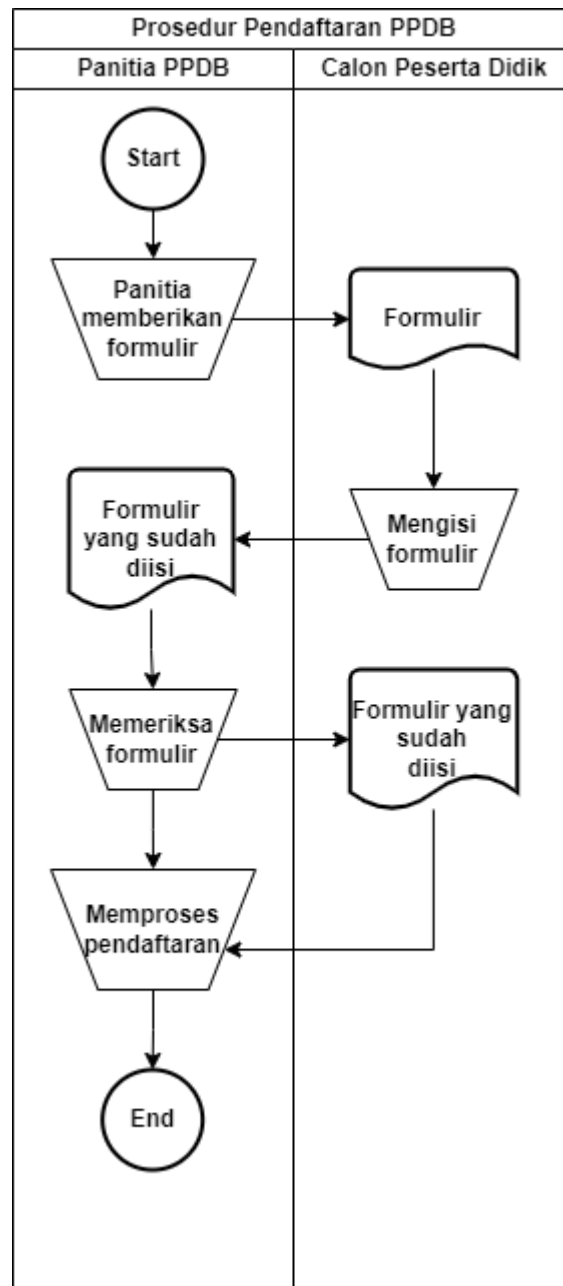 Prosedur Pendaftaran PPDB
Panitia PPDB
Calon Peserta Didik
Start
Panitia
memberikan
formulir
Formulir
Mengisi
formulir
Formulir
yang sudah
diisi
Memeriksa
formulir
Formulir yang
sudah
diisi
Memproses
pendaftaran
End